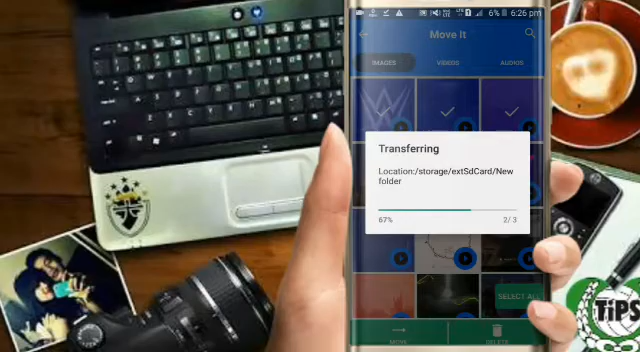 6% 6:26 pm
Move It
IMAGES VIDEOS AUDIOS
Transferring
Location:/storage/extSdCard/New
folder
67% 2/ 3
SELECT ALL
MOVE DELETE
TiPS